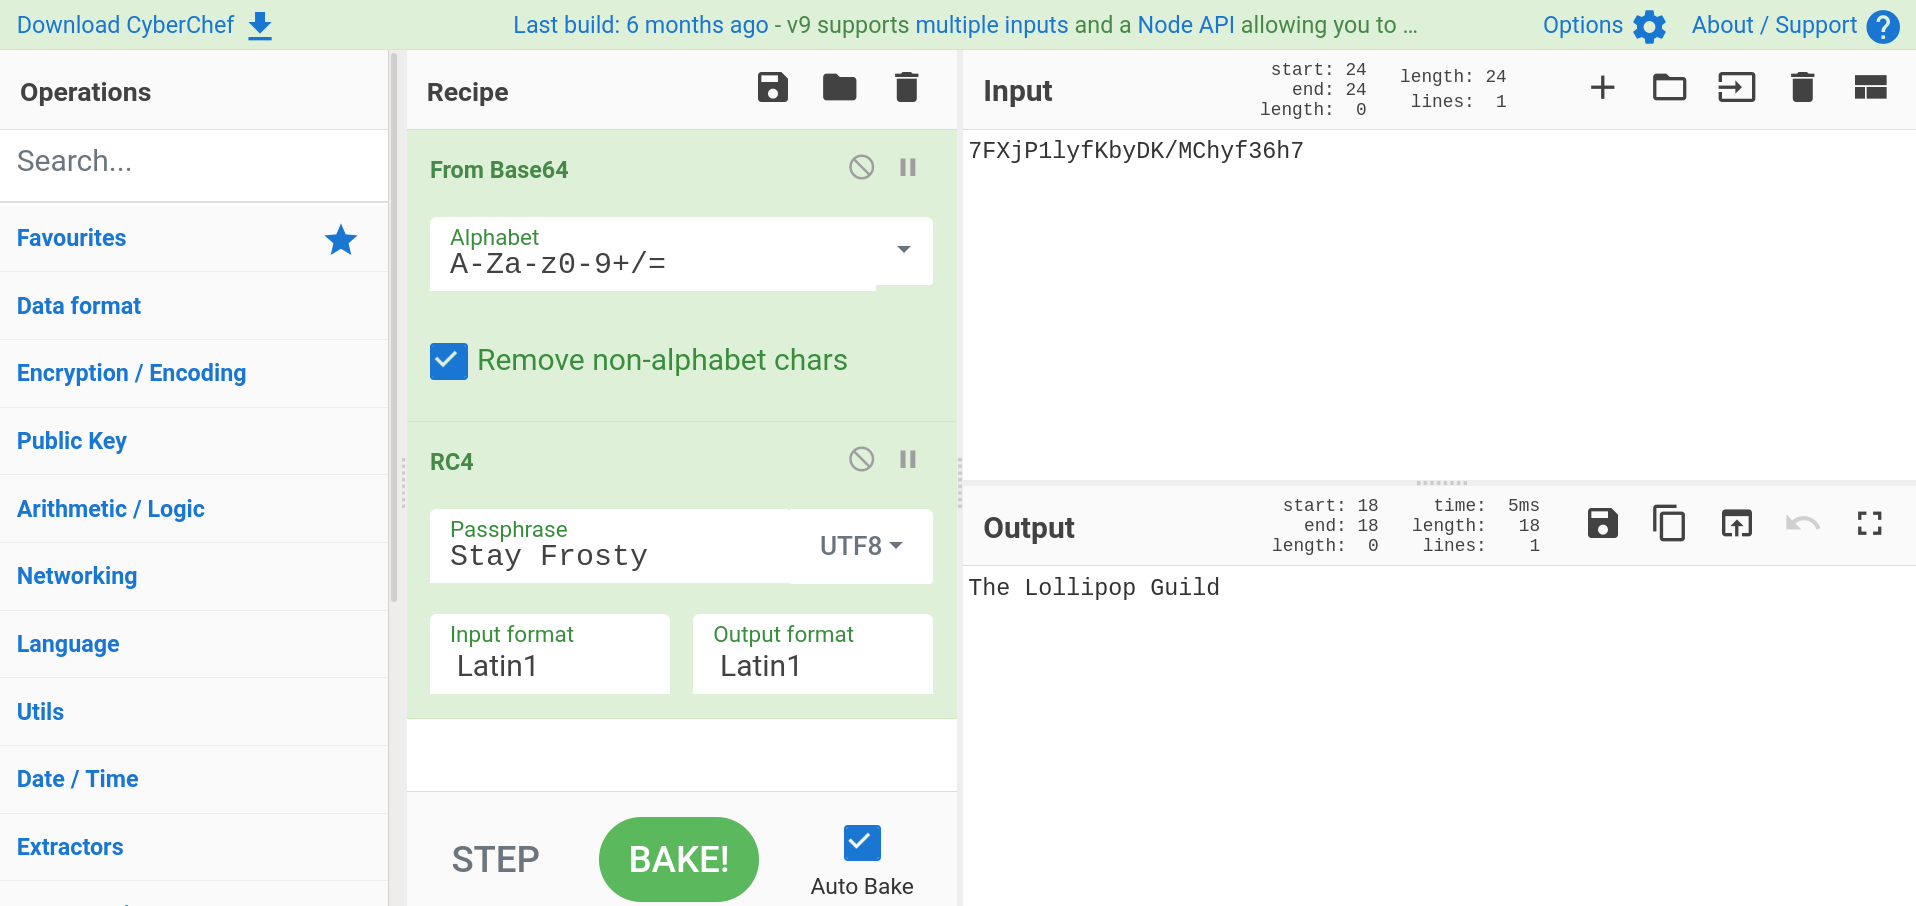 Download CyberChef
Last build: 6 months ago - v9 supports multiple inputs and a Node API allowing you to ...
Options
About / Support
Operations
Search...
Favourites
Data format
Encryption / Encoding
Public Key
Arithmetic / Logic
Networking
Language
Utils
Date / Time
Extractors
Recipe
From Base64
Alphabet
A-Za-z0-9+/=
Remove non-alphabet chars
RC4
Passphrase
Stay Frosty
UTF8
Input format
Latin1
Output format
Latin1
STEP
BAKE!
Auto Bake
Input
start: 24
end: 24
length: 0
length: 24
lines: 1
7FXjP1lyfKbyDK/MChyf36h7
Output
start: 18
end: 18
length: 0
time: 5ms
length: 18
lines: 1
The Lollipop Guild